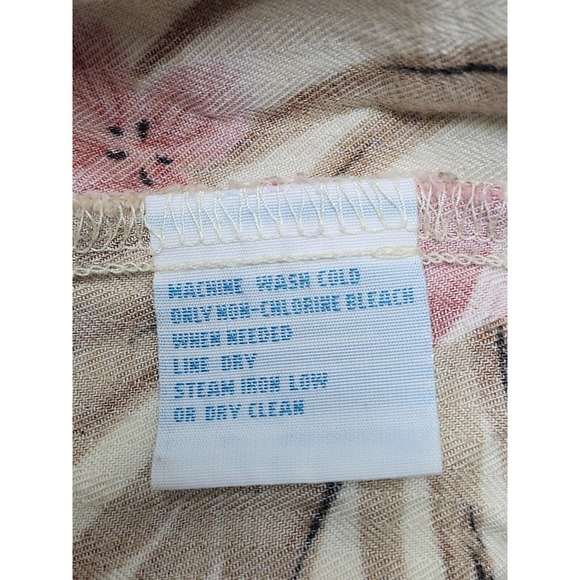 MACHINE WASH COLD
ONLY NON-CHLORINE BLEACH
WHEN NEEDED
LINE DRY
STEAM IRON LOW
OR DRY CLEAN